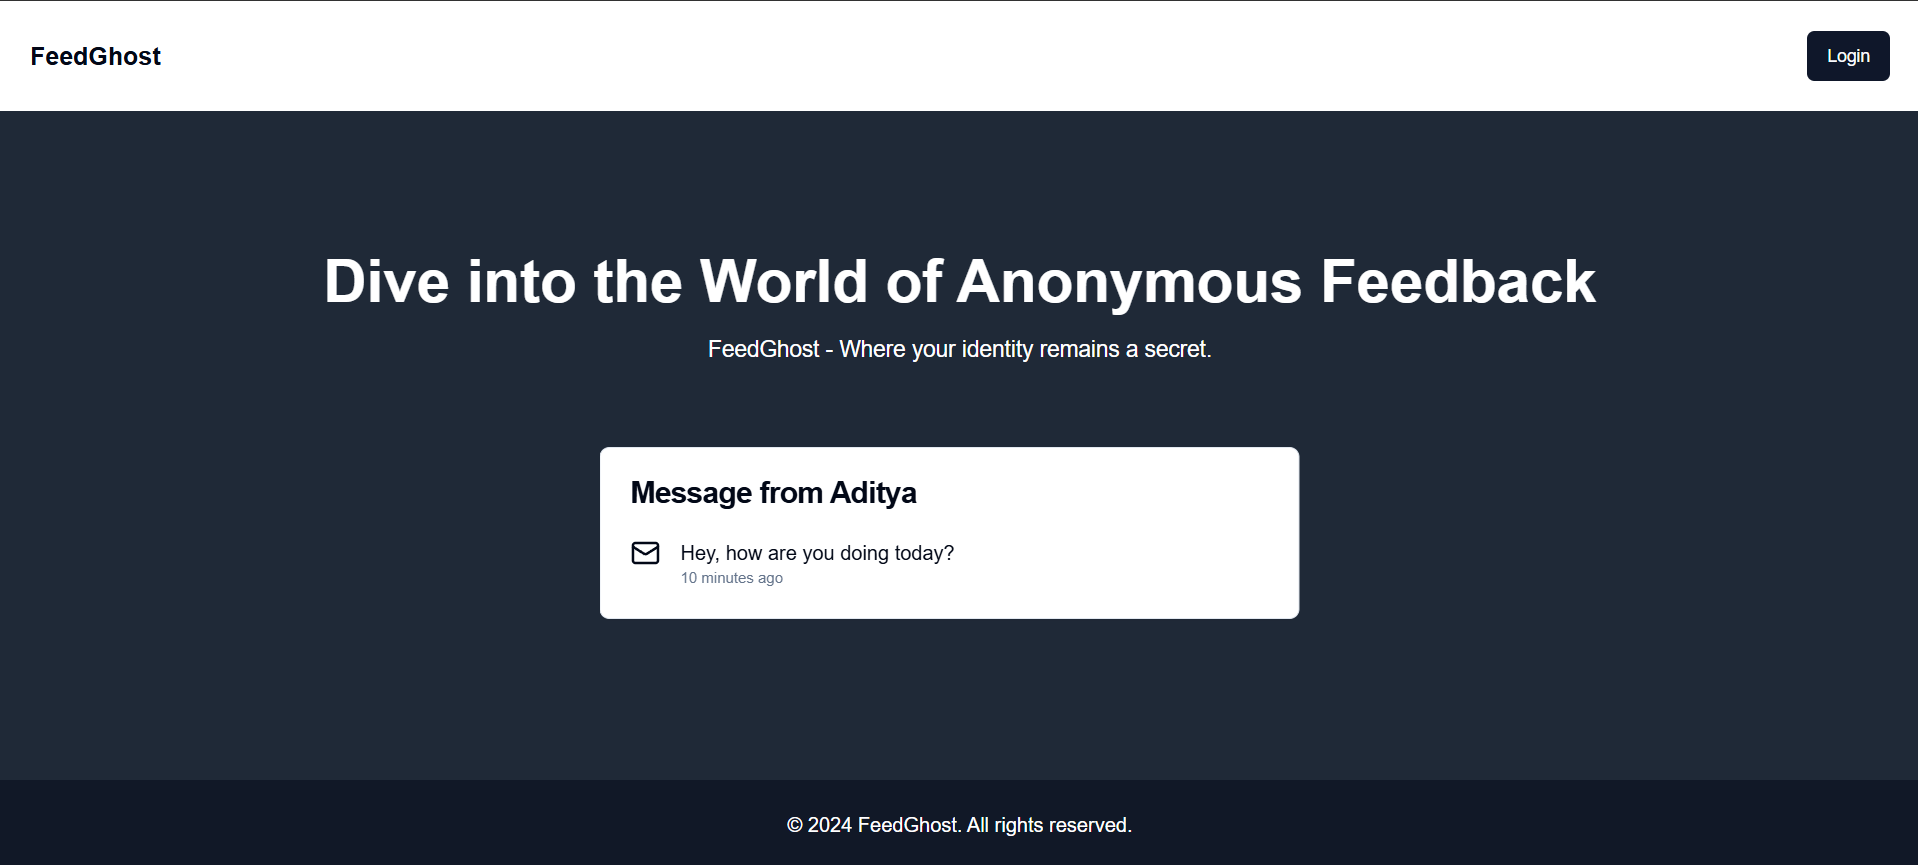 FeedGhost
Login
Dive into the World of Anonymous Feedback
FeedGhost - Where your identity remains a secret.
Message from Aditya
Hey, how are you doing today?
10 minutes ago
© 2024 FeedGhost. All rights reserved.